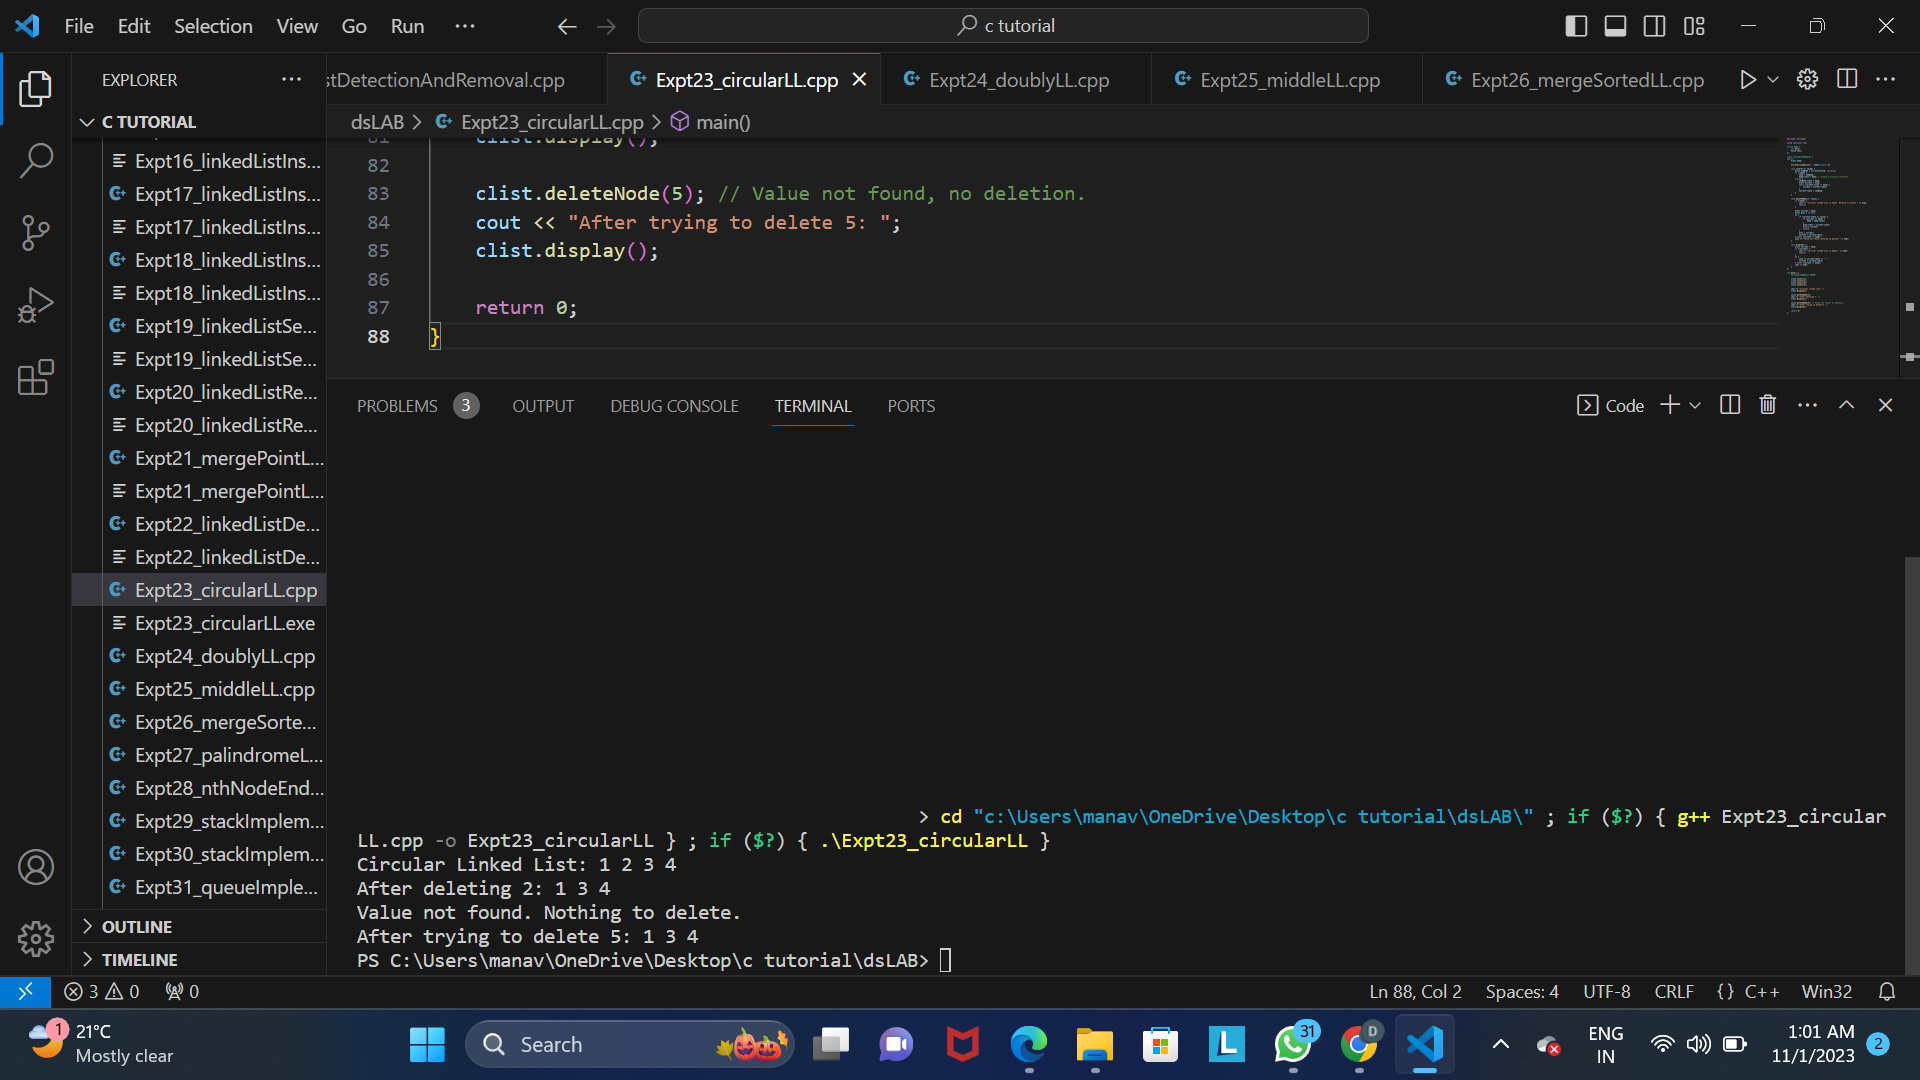 File Edit Selection View Go Run ···
c tutorial
EXPLORER
stDetectionAndRemoval.cpp
Expt23_circularLL.cpp
Expt24_doublyLL.cpp
Expt25_middleLL.cpp
Expt26_mergeSortedLL.cpp
C TUTORIAL
dsLAB > Expt23_circularLL.cpp > main()
Expt16_linkedListIns...
Expt17_linkedListIns...
Expt17_linkedListIns...
Expt18_linkedListIns...
Expt18_linkedListIns...
Expt19_linkedListSe...
Expt19_linkedListSe...
Expt20_linkedListRe...
Expt20_linkedListRe...
Expt21_mergePointL...
Expt21_mergePointL...
Expt22_linkedListDe...
Expt22_linkedListDe...
Expt23_circularLL.cpp
Expt23_circularLL.exe
Expt24_doublyLL.cpp
Expt25_middleLL.cpp
Expt26_mergeSorte...
Expt27_palindromeL...
Expt28_nthNodeEnd...
Expt29_stackImplem...
Expt30_stackImplem...
Expt31_queueImple...
OUTLINE
TIMELINE
81 clist.display();
82
83 clist.deleteNode(5); // Value not found, no deletion.
84 cout << "After trying to delete 5: ";
85 clist.display();
86
87 return 0;
88 }
PROBLEMS 3 OUTPUT DEBUG CONSOLE TERMINAL PORTS
Code
> cd "c:\Users\manav\OneDrive\Desktop\c tutorial\dsLAB\" ; if ($?) { g++ Expt23_circular
LL.cpp -o Expt23_circularLL } ; if ($?) { .\Expt23_circularLL }
Circular Linked List: 1 2 3 4
After deleting 2: 1 3 4
Value not found. Nothing to delete.
After trying to delete 5: 1 3 4
PS C:\Users\manav\OneDrive\Desktop\c tutorial\dsLAB>
3 0 0
Ln 88, Col 2 Spaces: 4 UTF-8 CRLF {} C++ Win32
1
21°C
Mostly clear
Search
31
D
ENG
IN
1:01 AM
11/1/2023
2